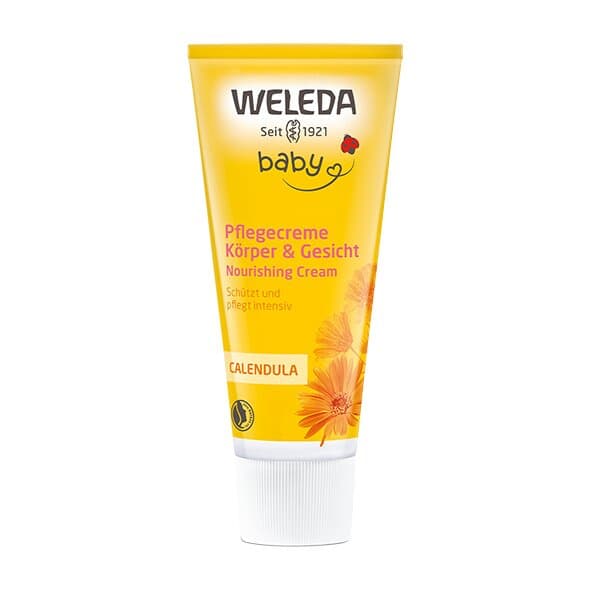 WELEDA
Seit 1921
baby
Pflegecreme
Körper & Gesicht
Nourishing Cream
Schützt und
pflegt intensiv
CALENDULA